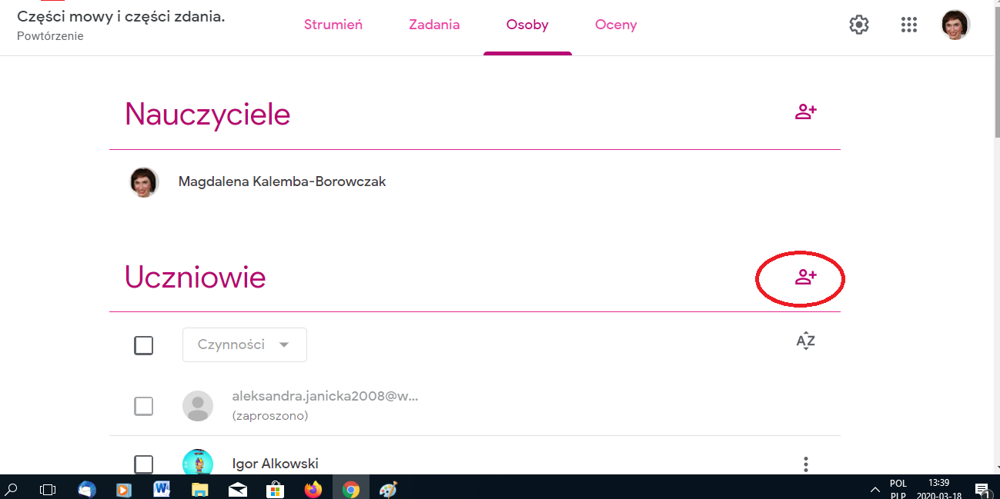 Części mowy i części zdania.
Powtórzenie
Strumień
Zadania
Osoby
Oceny
Nauczyciele
Magdalena Kalemba-Borowczak
Uczniowie
Czynności
AZ
aleksandra.janicka2008@w...
(zaproszono)
Igor Alkowski
POL
PLP
13:39
2020-03-18
1